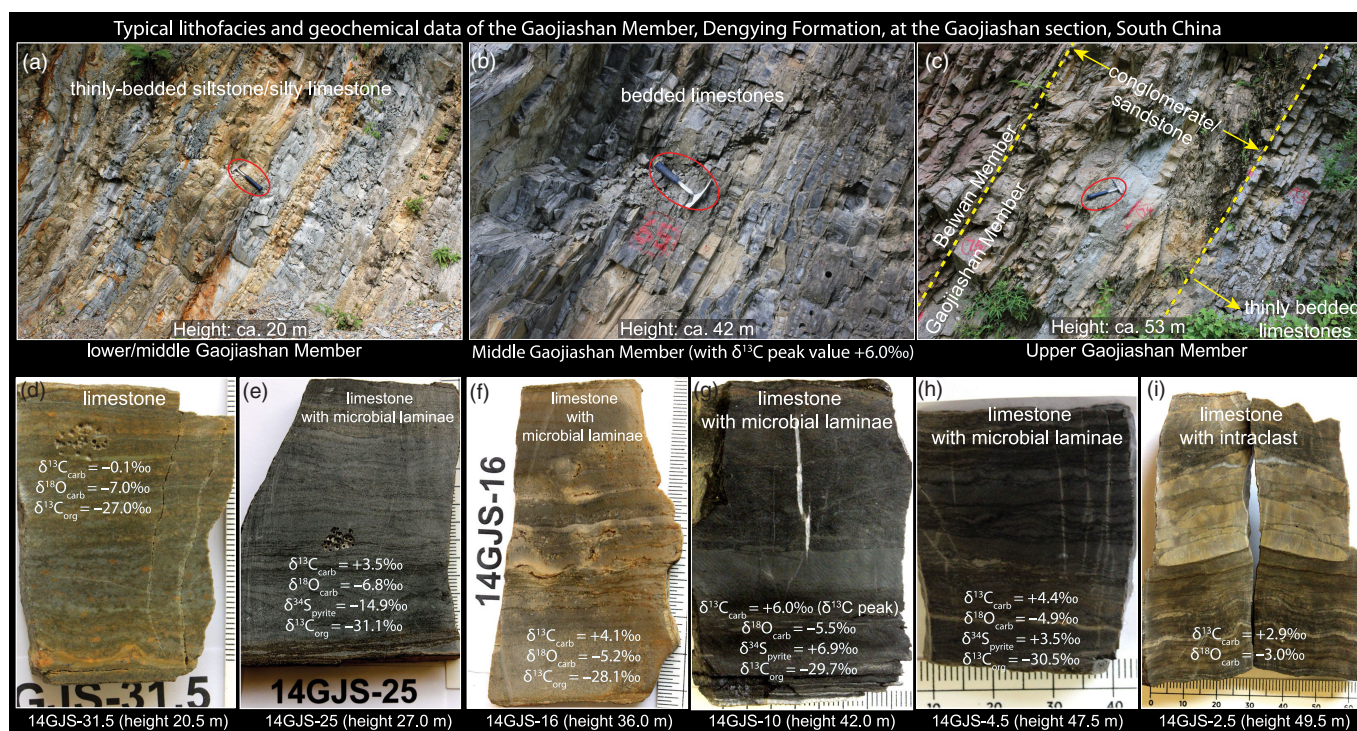 Typical lithofacies and geochemical data of the Gaojiashan Member, Dengying Formation, at the Gaojiashan section, South China
(a)
thinly-bedded siltstone/silty limestone
Height: ca. 20 m
lower/middle Gaojiashan Member
(b)
bedded limestones
Height: ca. 42 m
Middle Gaojiashan Member (with δ¹³C peak value +6.0‰)
(c)
conglomerate/
sandstone
Beiwan Member
Gaojiashan Member
thinly bedded
limestones
Height: ca. 53 m
Upper Gaojiashan Member
(d)
limestone
δ¹³Ccarb = –0.1‰
δ¹⁸Ocarb = –7.0‰
δ¹³Corg = –27.0‰
GJS-31.5
14GJS-31.5 (height 20.5 m)
(e)
limestone
with microbial laminae
δ¹³Ccarb = +3.5‰
δ¹⁸Ocarb = –6.8‰
δ³⁴Spyrite = –14.9‰
δ¹³Corg = –31.1‰
14GJS-25
14GJS-25 (height 27.0 m)
(f)
limestone
with
microbial laminae
14GJS-16
δ¹³Ccarb = +4.1‰
δ¹⁸Ocarb = –5.2‰
δ¹³Corg = –28.1‰
14GJS-16 (height 36.0 m)
(g)
limestone
with microbial laminae
δ¹³Ccarb = +6.0‰ (δ¹³C peak)
δ¹⁸Ocarb = –5.5‰
δ³⁴Spyrite = +6.9‰
δ¹³Corg = –29.7‰
14GJS-10 (height 42.0 m)
(h)
limestone
with microbial laminae
δ¹³Ccarb = +4.4‰
δ¹⁸Ocarb = –4.9‰
δ³⁴Spyrite = +3.5‰
δ¹³Corg = –30.5‰
10 20 30 40
14GJS-4.5 (height 47.5 m)
(i)
limestone
with intraclast
δ¹³Ccarb = +2.9‰
δ¹⁸Ocarb = –3.0‰
0 10 20 30 40 50 60
14GJS-2.5 (height 49.5 m)